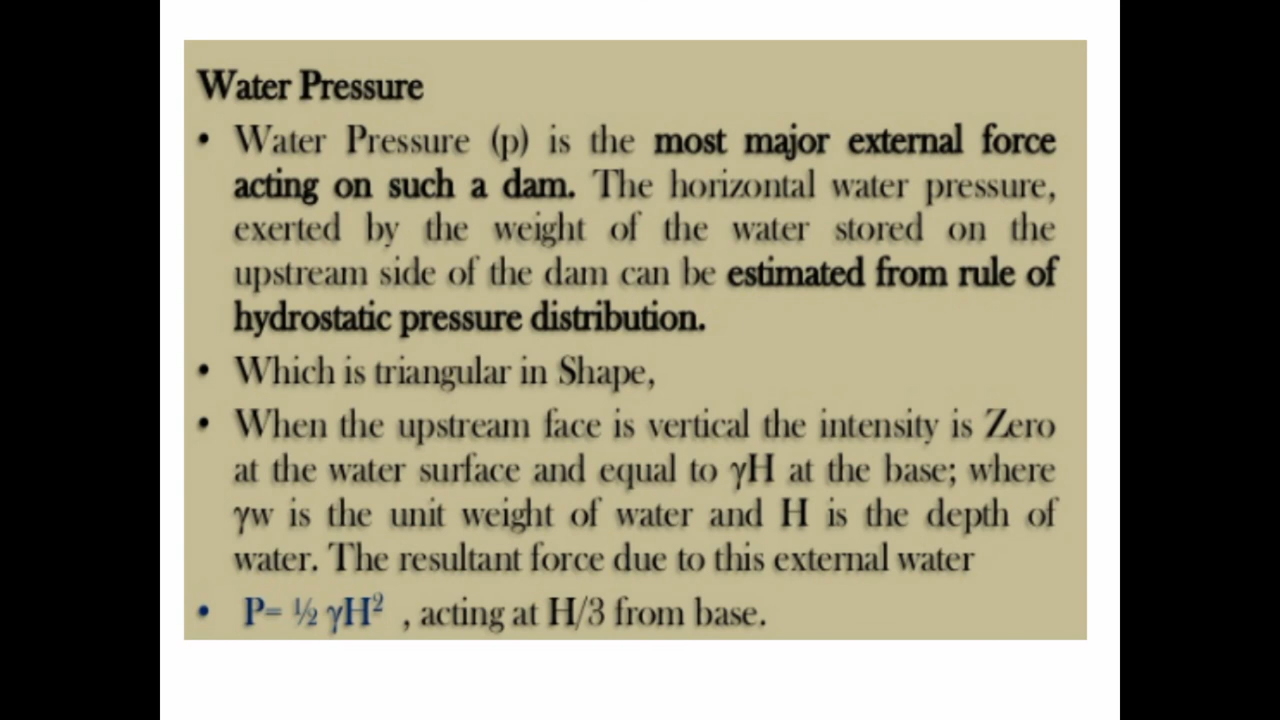 Water Pressure
• Water Pressure (p) is the most major external force
acting on such a dam. The horizontal water pressure,
exerted by the weight of the water stored on the
upstream side of the dam can be estimated from rule of
hydrostatic pressure distribution.
• Which is triangular in Shape,
• When the upstream face is vertical the intensity is Zero
at the water surface and equal to γH at the base; where
γw is the unit weight of water and H is the depth of
water. The resultant force due to this external water
• P= ½ γH² , acting at H/3 from base.